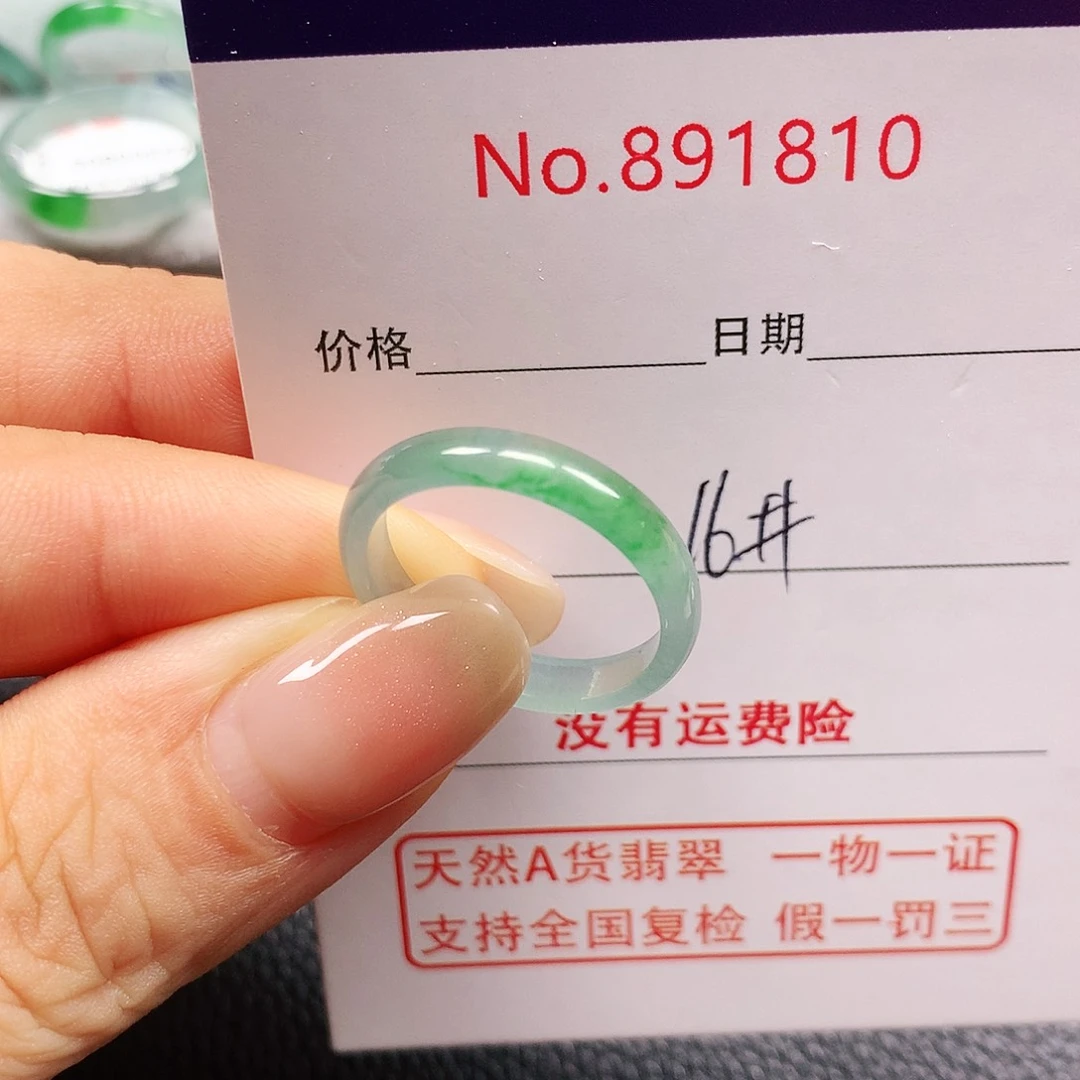 No.891810
价格 日期
16#
没有运费险
天然A货翡翠 一物一证
支持全国复检 假一罚三